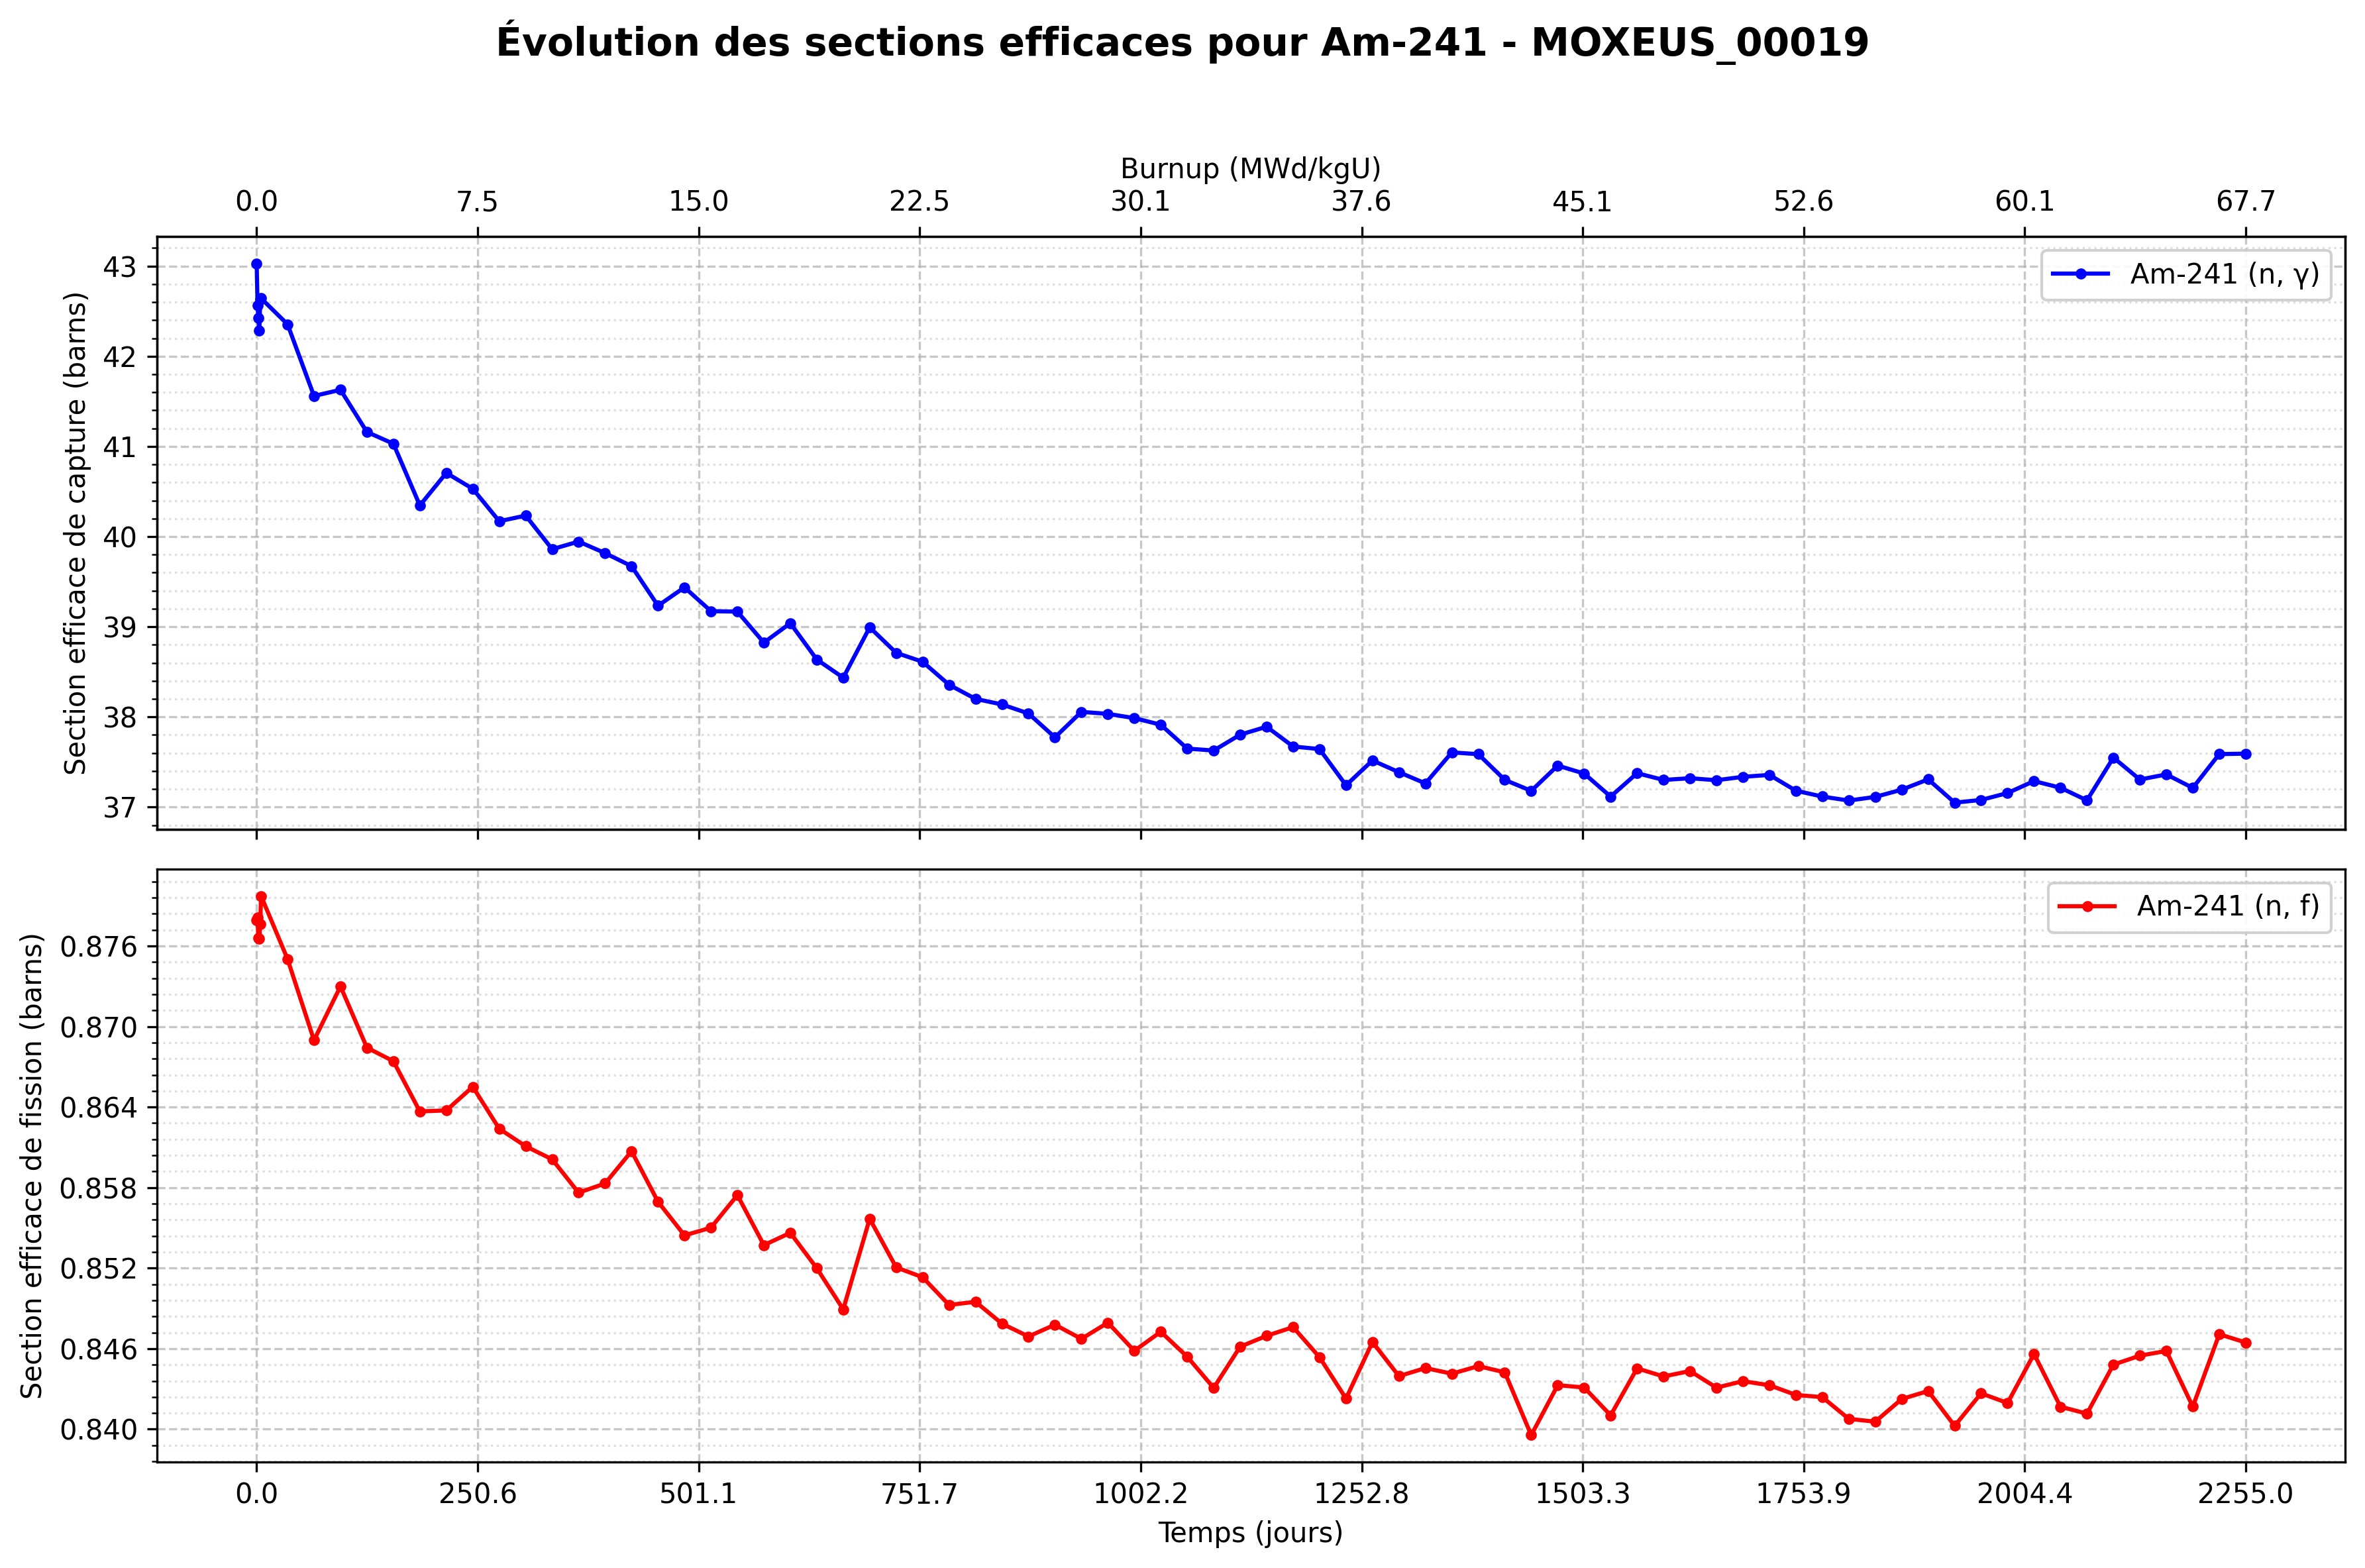 Évolution des sections efficaces pour Am-241 - MOXEUS_00019
Burnup (MWd/kgU)
0.0 7.5 15.0 22.5 30.1 37.6 45.1 52.6 60.1 67.7
Section efficace de capture (barns)
43
42
41
40
39
38
37
Am-241 (n, γ)
Section efficace de fission (barns)
0.876
0.870
0.864
0.858
0.852
0.846
0.840
Am-241 (n, f)
0.0 250.6 501.1 751.7 1002.2 1252.8 1503.3 1753.9 2004.4 2255.0
Temps (jours)